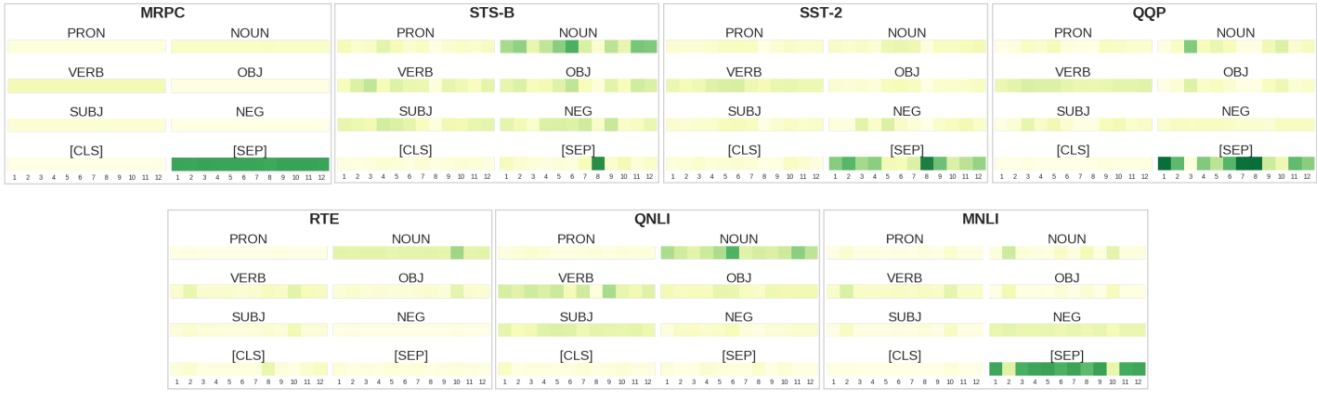 MRPC STS-B SST-2 QQP
PRON NOUN PRON NOUN PRON NOUN PRON NOUN
VERB OBJ VERB OBJ VERB OBJ VERB OBJ
SUBJ NEG SUBJ NEG SUBJ NEG SUBJ NEG
[CLS] [SEP] [CLS] [SEP] [CLS] [SEP] [CLS] [SEP]
1 2 3 4 5 6 7 8 9 10 11 12 1 2 3 4 5 6 7 8 9 10 11 12 1 2 3 4 5 6 7 8 9 10 11 12 1 2 3 4 5 6 7 8 9 10 11 12 1 2 3 4 5 6 7 8 9 10 11 12 1 2 3 4 5 6 7 8 9 10 11 12 1 2 3 4 5 6 7 8 9 10 11 12 1 2 3 4 5 6 7 8 9 10 11 12
RTE QNLI MNLI
PRON NOUN PRON NOUN PRON NOUN
VERB OBJ VERB OBJ VERB OBJ
SUBJ NEG SUBJ NEG SUBJ NEG
[CLS] [SEP] [CLS] [SEP] [CLS] [SEP]
1 2 3 4 5 6 7 8 9 10 11 12 1 2 3 4 5 6 7 8 9 10 11 12 1 2 3 4 5 6 7 8 9 10 11 12 1 2 3 4 5 6 7 8 9 10 11 12 1 2 3 4 5 6 7 8 9 10 11 12 1 2 3 4 5 6 7 8 9 10 11 12